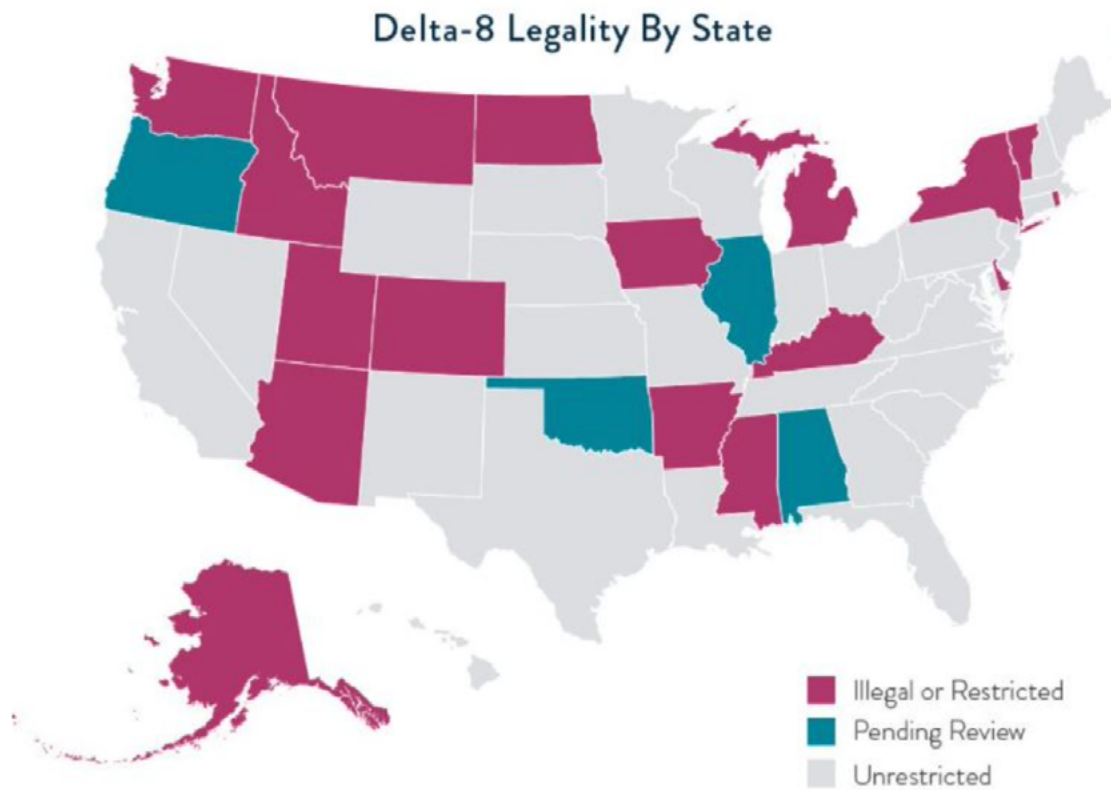 Delta-8 Legality By State
Illegal or Restricted
Pending Review
Unrestricted